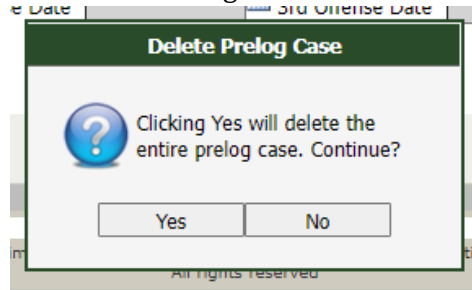 e Date
3rd Offense Date
Delete Prelog Case
Clicking Yes will delete the
entire prelog case. Continue?
Yes
No
All rights reserved